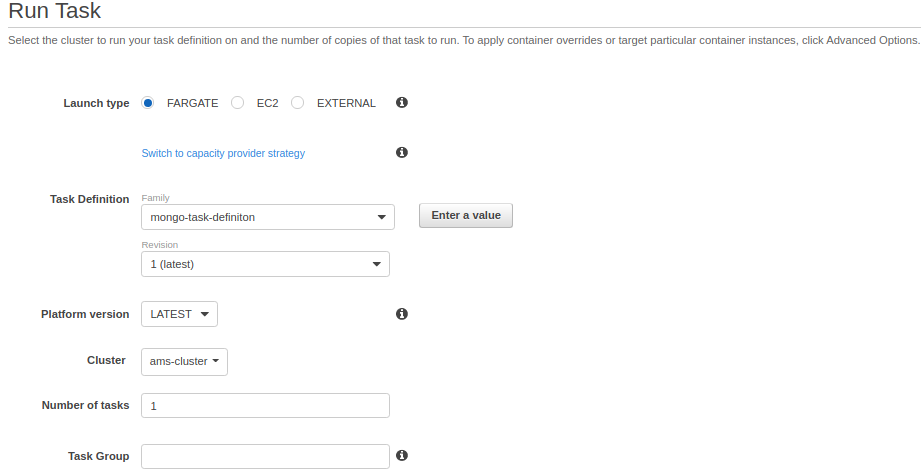 Run Task
Select the cluster to run your task definition on and the number of copies of that task to run. To apply container overrides or target particular container instances, click Advanced Options.
Launch type FARGATE EC2 EXTERNAL
Switch to capacity provider strategy
Task Definition Family
mongo-task-definiton Enter a value
Revision
1 (latest)
Platform version LATEST
Cluster ams-cluster
Number of tasks 1
Task Group